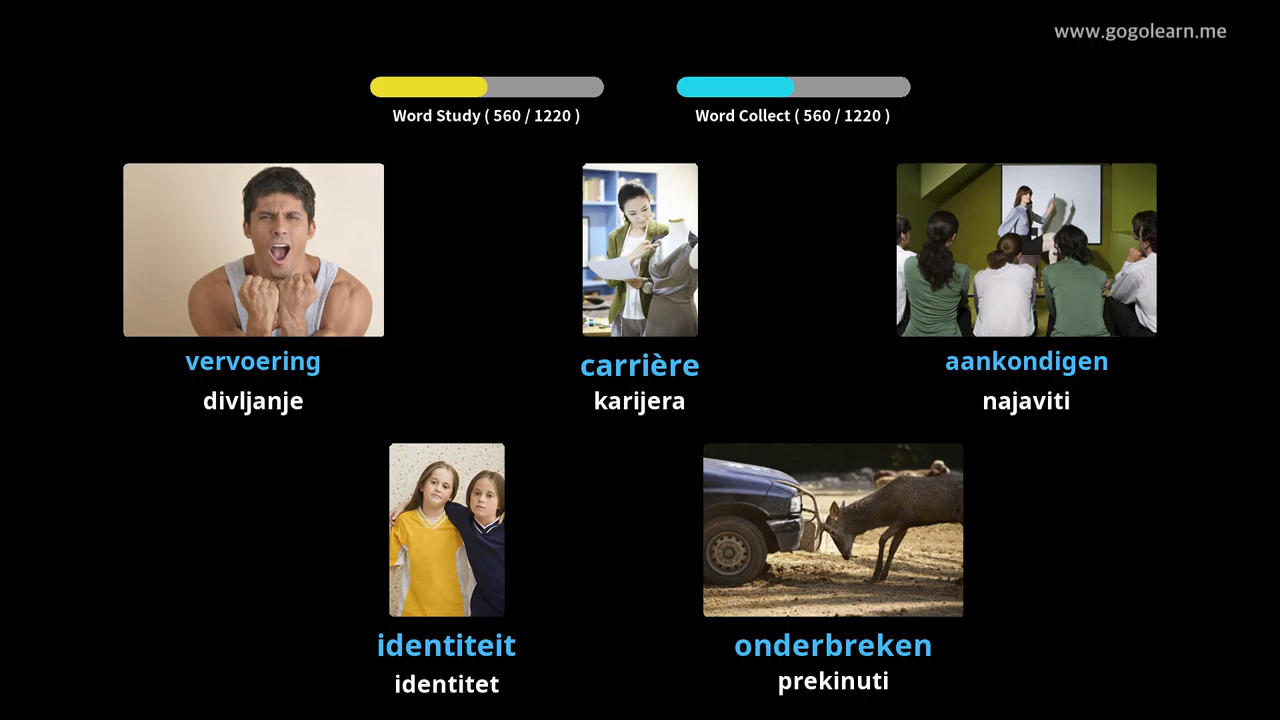 www.gogolearn.me
Word Study ( 560 / 1220 )
Word Collect ( 560 / 1220 )
vervoering
divljanje
carrière
karijera
aankondigen
najaviti
identiteit
identitet
onderbreken
prekinuti